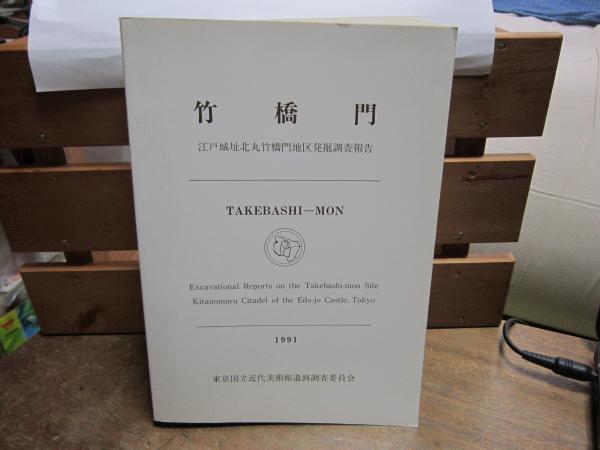 竹橋門
江戸城址北丸竹橋門地区発掘調査報告
TAKEBASHI—MON
Excavational Reports on the Takebashi-mon Site
Kitanomaru Citadel of the Edo-jo Castle, Tokyo
1991
東京国立近代美術館遺跡調査委員会